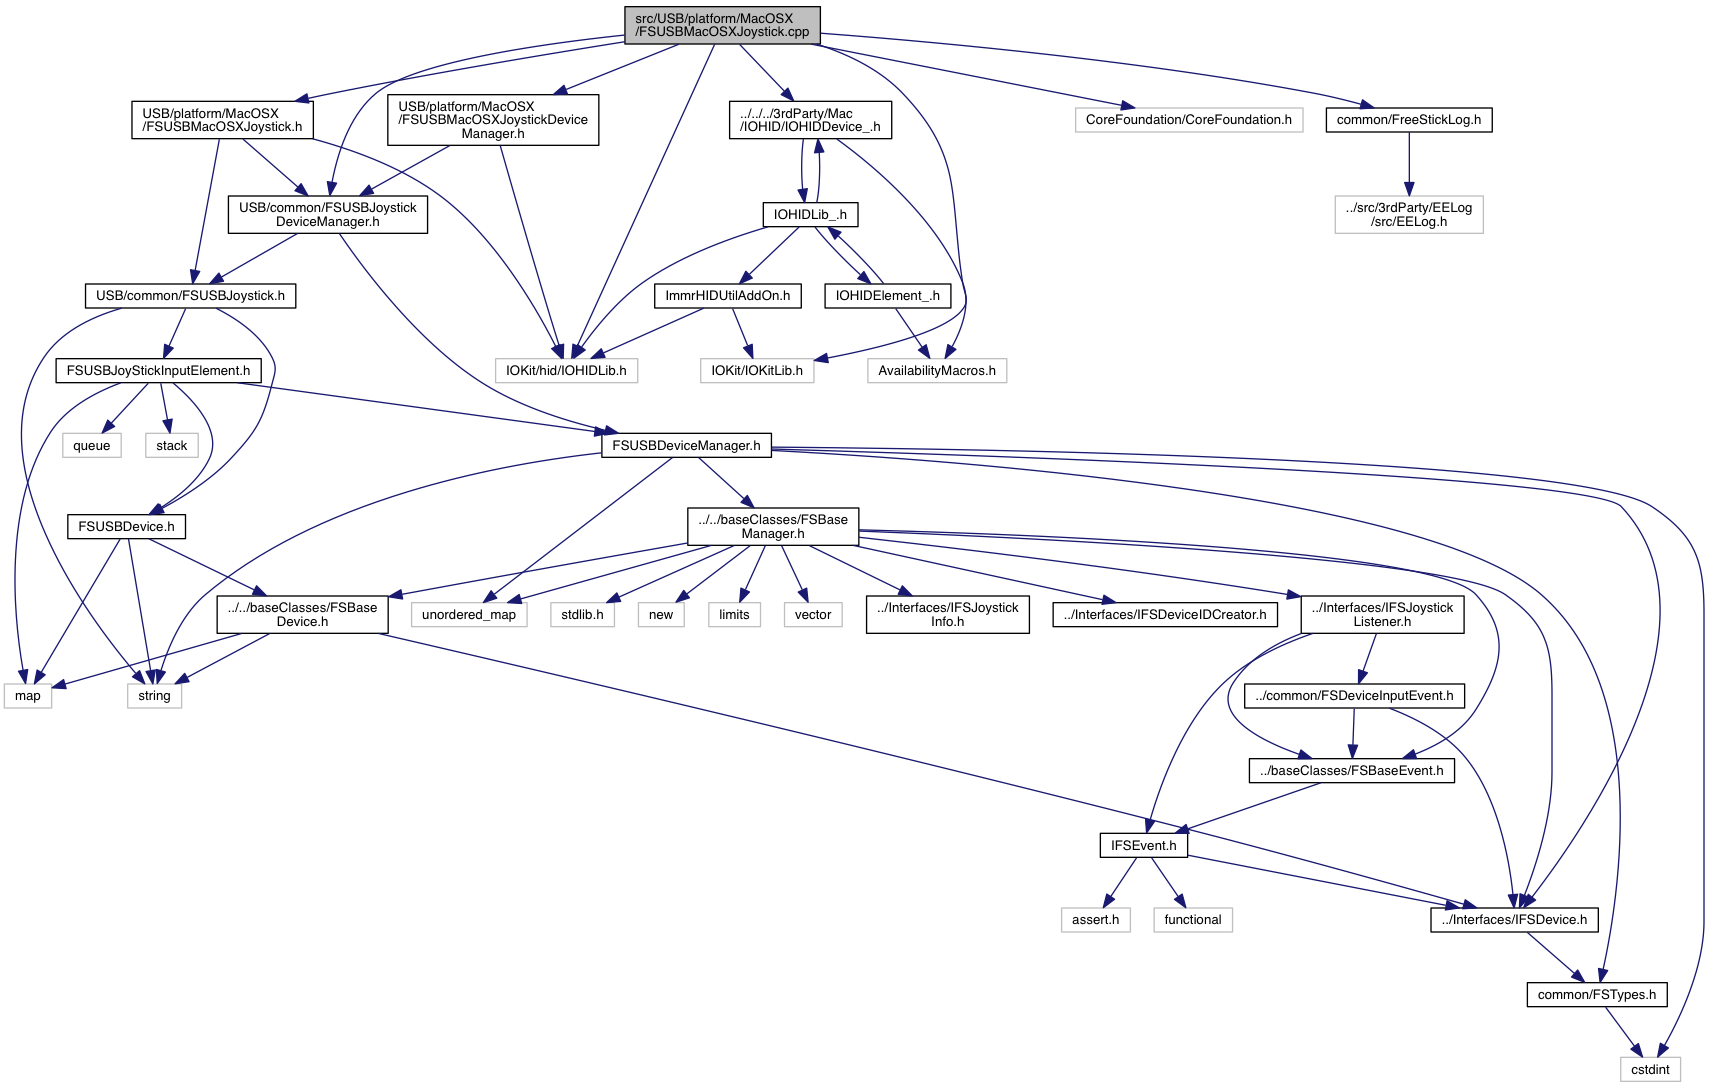 src/USB/platform/MacOSX
/FSUSBMacOSXJoystick.cpp
USB/platform/MacOSX
/FSUSBMacOSXJoystick.h
USB/platform/MacOSX
/FSUSBMacOSXJoystickDevice
Manager.h
../../../3rdParty/Mac
/IOHID/IOHIDDevice_.h
CoreFoundation/CoreFoundation.h
common/FreeStickLog.h
USB/common/FSUSBJoystick
DeviceManager.h
IOHIDLib_.h
../src/3rdParty/EELog
/src/EELog.h
USB/common/FSUSBJoystick.h
ImmrHIDUtilAddOn.h
IOHIDElement_.h
FSUSBJoyStickInputElement.h
IOKit/hid/IOHIDLib.h
IOKit/IOKitLib.h
AvailabilityMacros.h
queue
stack
FSUSBDeviceManager.h
FSUSBDevice.h
../../baseClasses/FSBase
Manager.h
../../baseClasses/FSBase
Device.h
unordered_map
stdlib.h
new
limits
vector
../Interfaces/IFSJoystick
Info.h
../Interfaces/IFSDeviceIDCreator.h
../Interfaces/IFSJoystick
Listener.h
map
string
../common/FSDeviceInputEvent.h
../baseClasses/FSBaseEvent.h
IFSEvent.h
assert.h
functional
../Interfaces/IFSDevice.h
common/FSTypes.h
cstdint